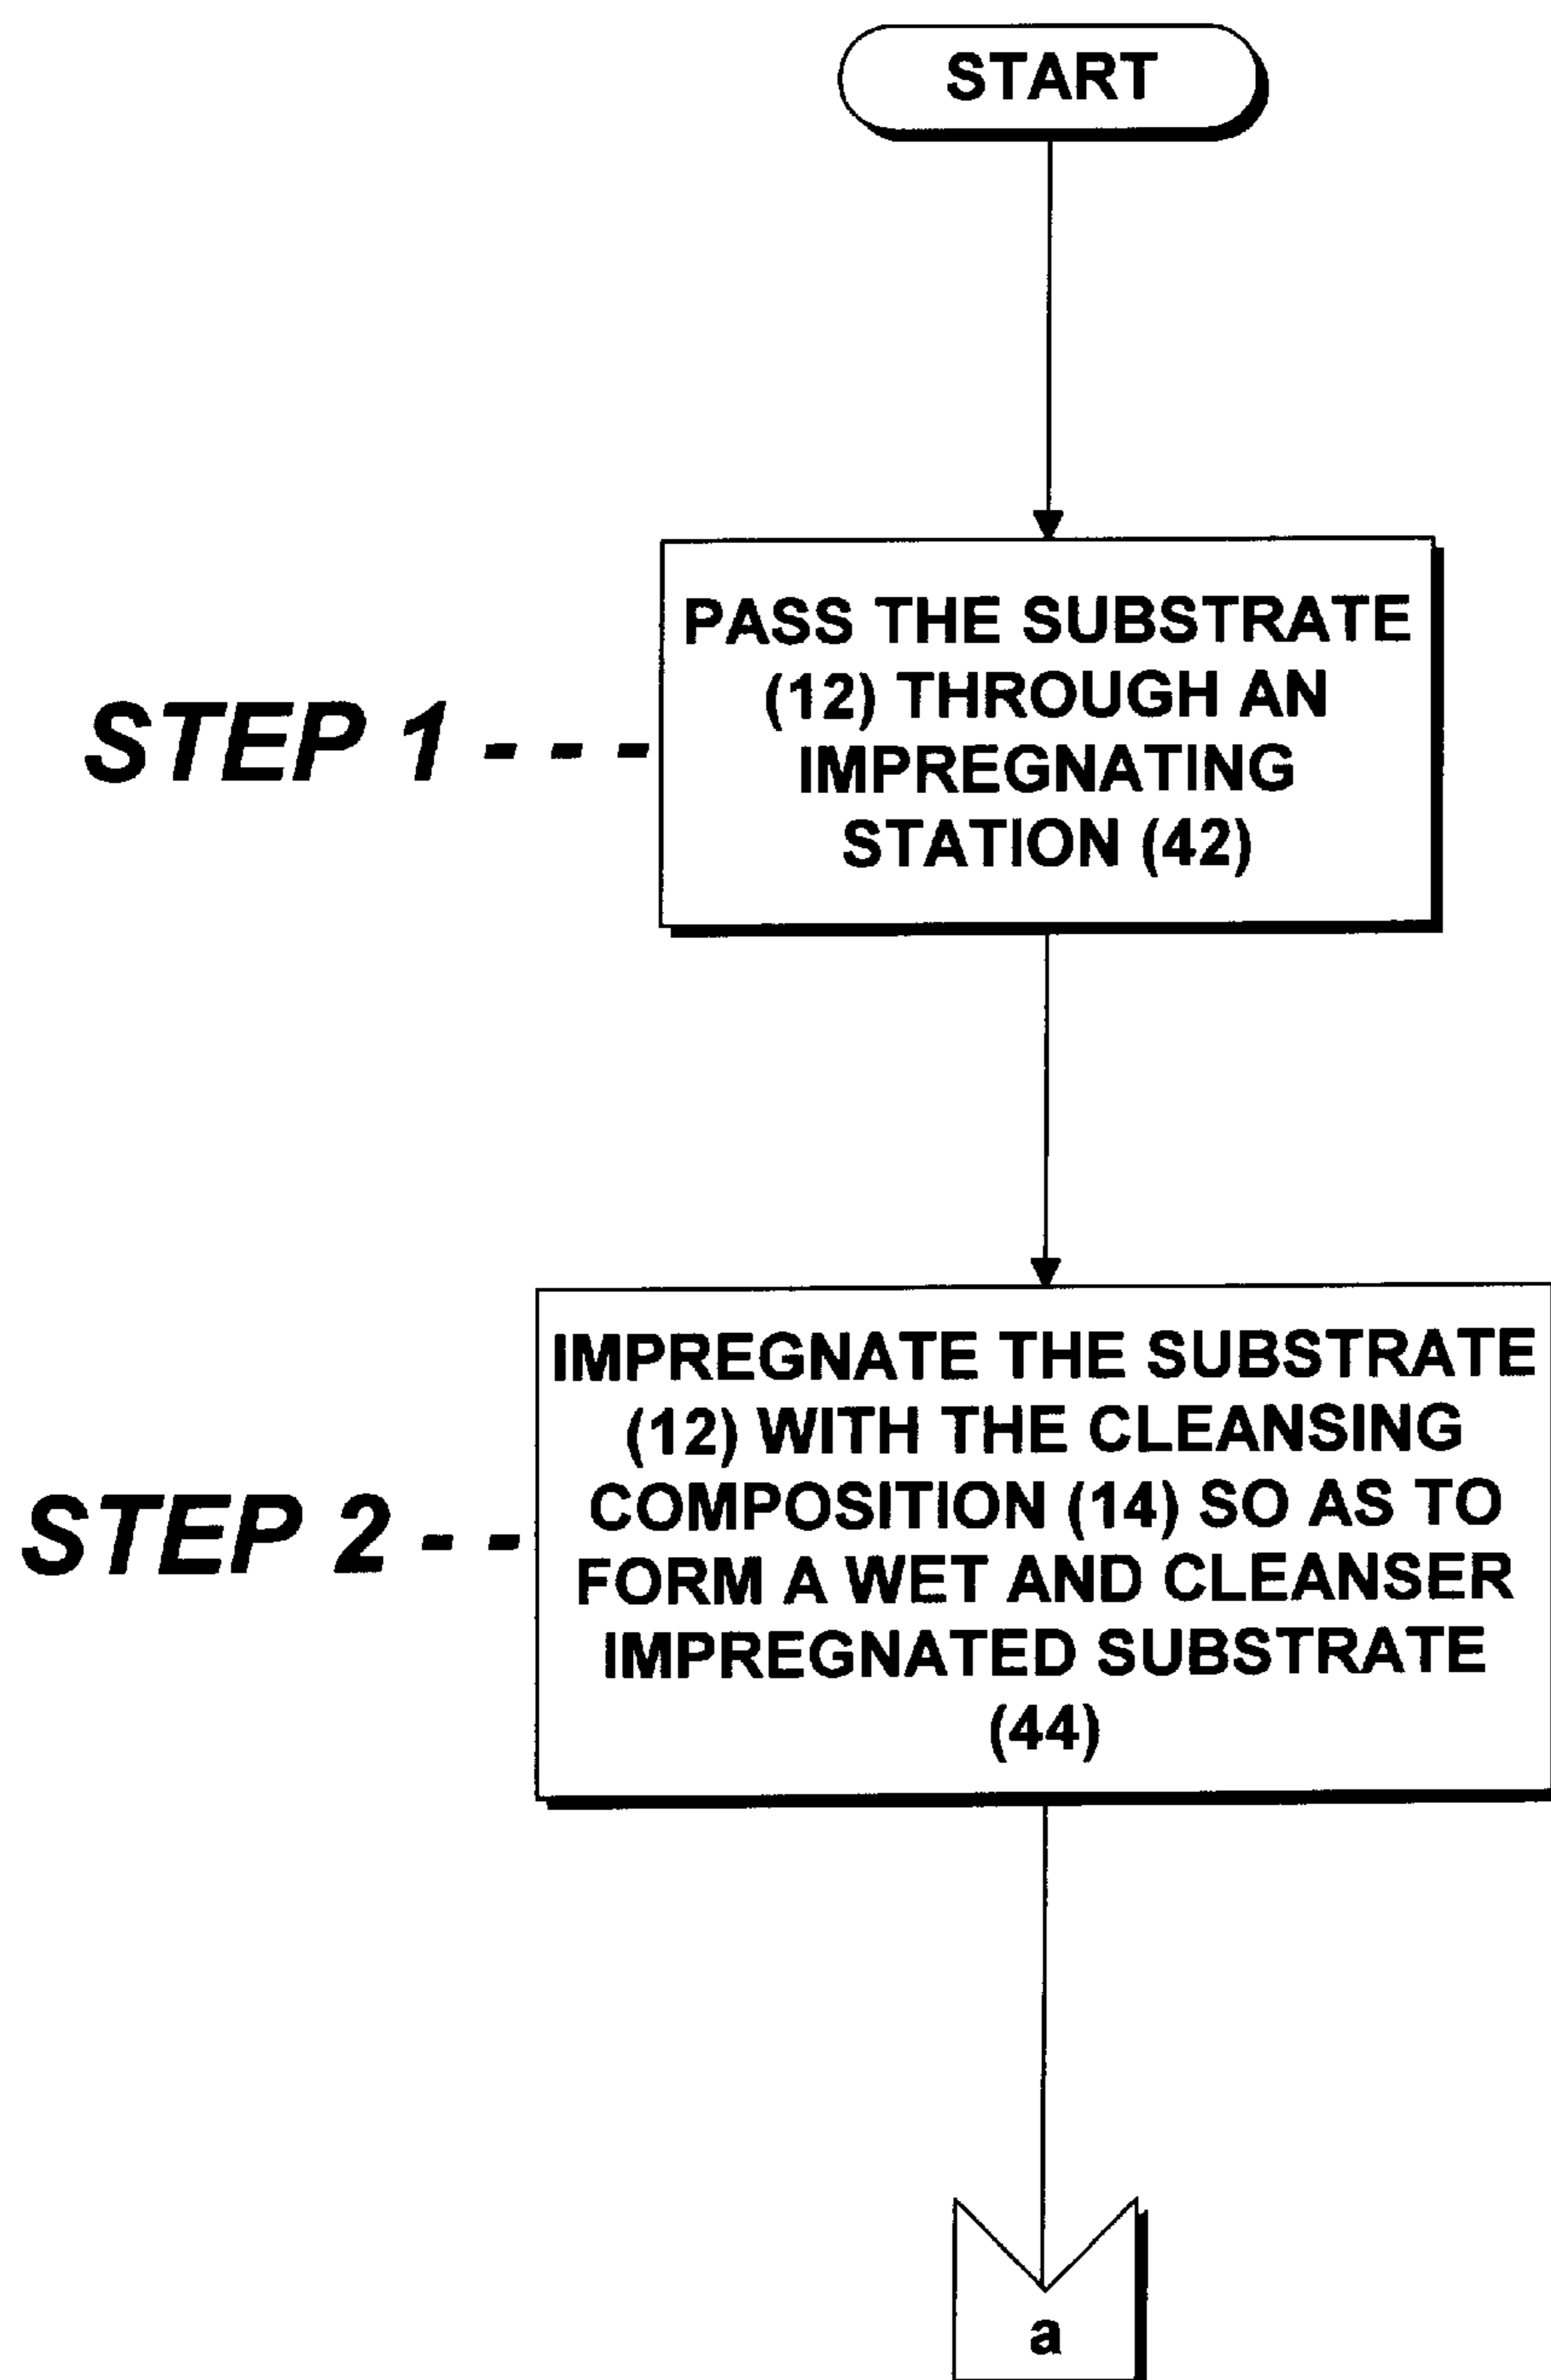 START
STEP 1 - - -
PASS THE SUBSTRATE
(12) THROUGH AN
IMPREGNATING
STATION (42)
STEP 2 - -
IMPREGNATE THE SUBSTRATE
(12) WITH THE CLEANSING
COMPOSITION (14) SO AS TO
FORM A WET AND CLEANSER
IMPREGNATED SUBSTRATE
(44)
a